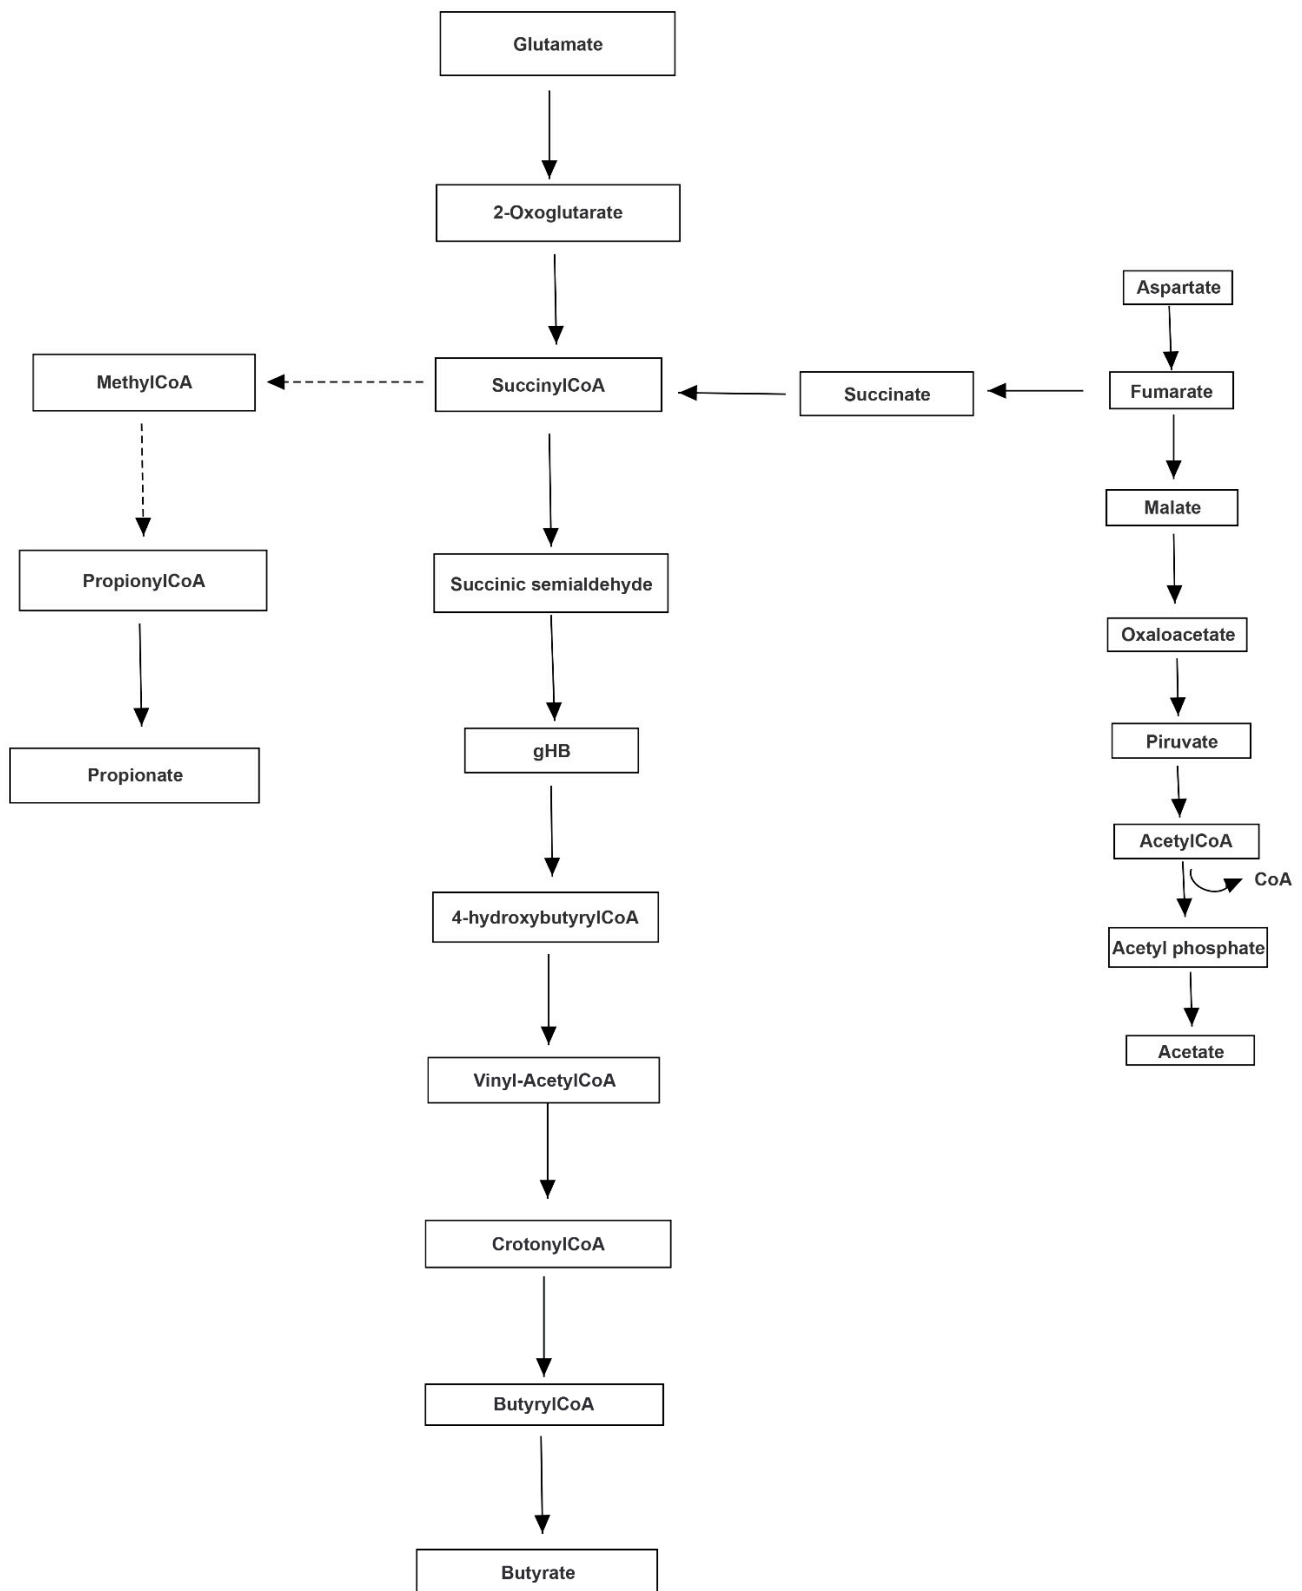 Glutamate
2-Oxoglutarate
Aspartate
MethylCoA
SuccinylCoA
Succinate
Fumarate
Malate
PropionylCoA
Succinic semialdehyde
Oxaloacetate
Propionate
gHB
Piruvate
AcetylCoA
CoA
4-hydroxybutyrylCoA
Acetyl phosphate
Acetate
Vinyl-AcetylCoA
CrotonylCoA
ButyrylCoA
Butyrate